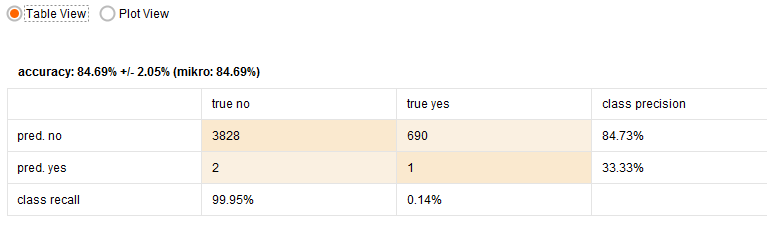 Table View Plot View
accuracy: 84.69% +/- 2.05% (mikro: 84.69%)
true no true yes class precision
pred. no 3828 690 84.73%
pred. yes 2 1 33.33%
class recall 99.95% 0.14%